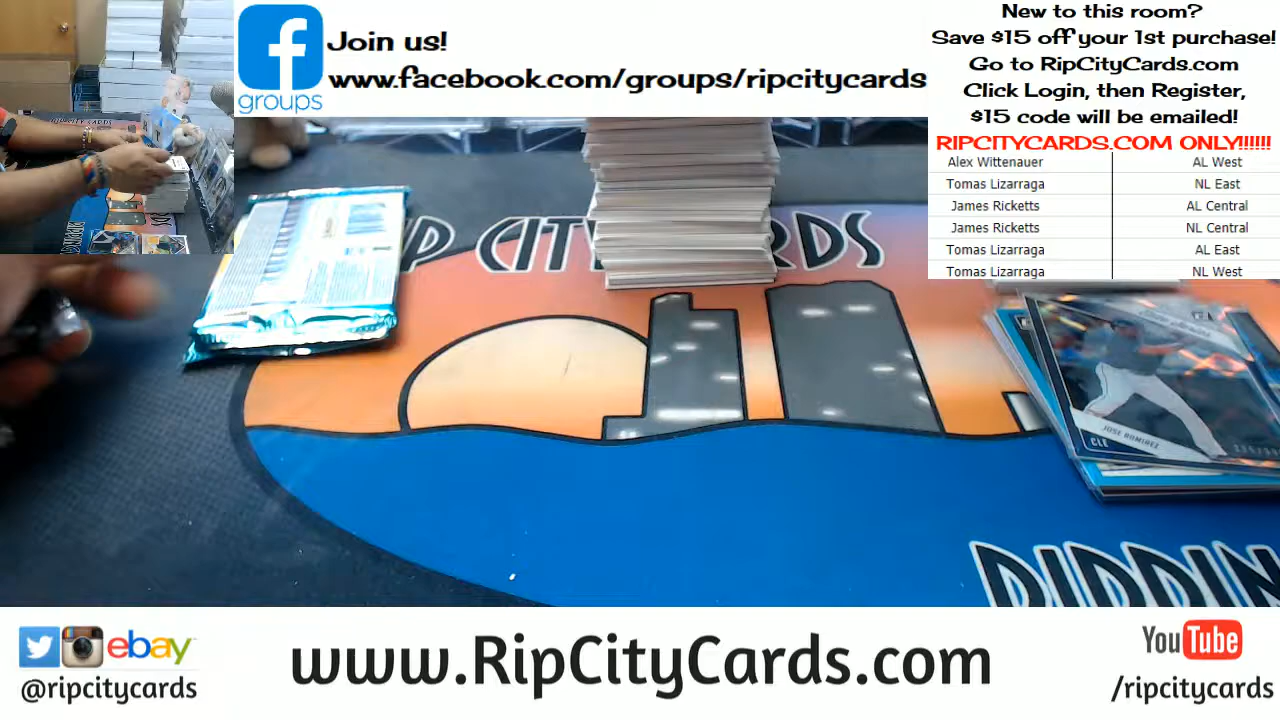 Join us!
www.facebook.com/groups/ripcitycards
groups
New to this room?
Save $15 off your 1st purchase!
Go to RipCityCards.com
Click Login, then Register,
$15 code will be emailed!
RIPCITYCARDS.COM ONLY!!!!!!
Alex Wittenauer AL West
Tomas Lizarraga NL East
James Ricketts AL Central
James Ricketts NL Central
Tomas Lizarraga AL East
Tomas Lizarraga NL West
JOSE RAMIREZ
CLE
ebay
@ripcitycards
www.RipCityCards.com
YouTube
/ripcitycards